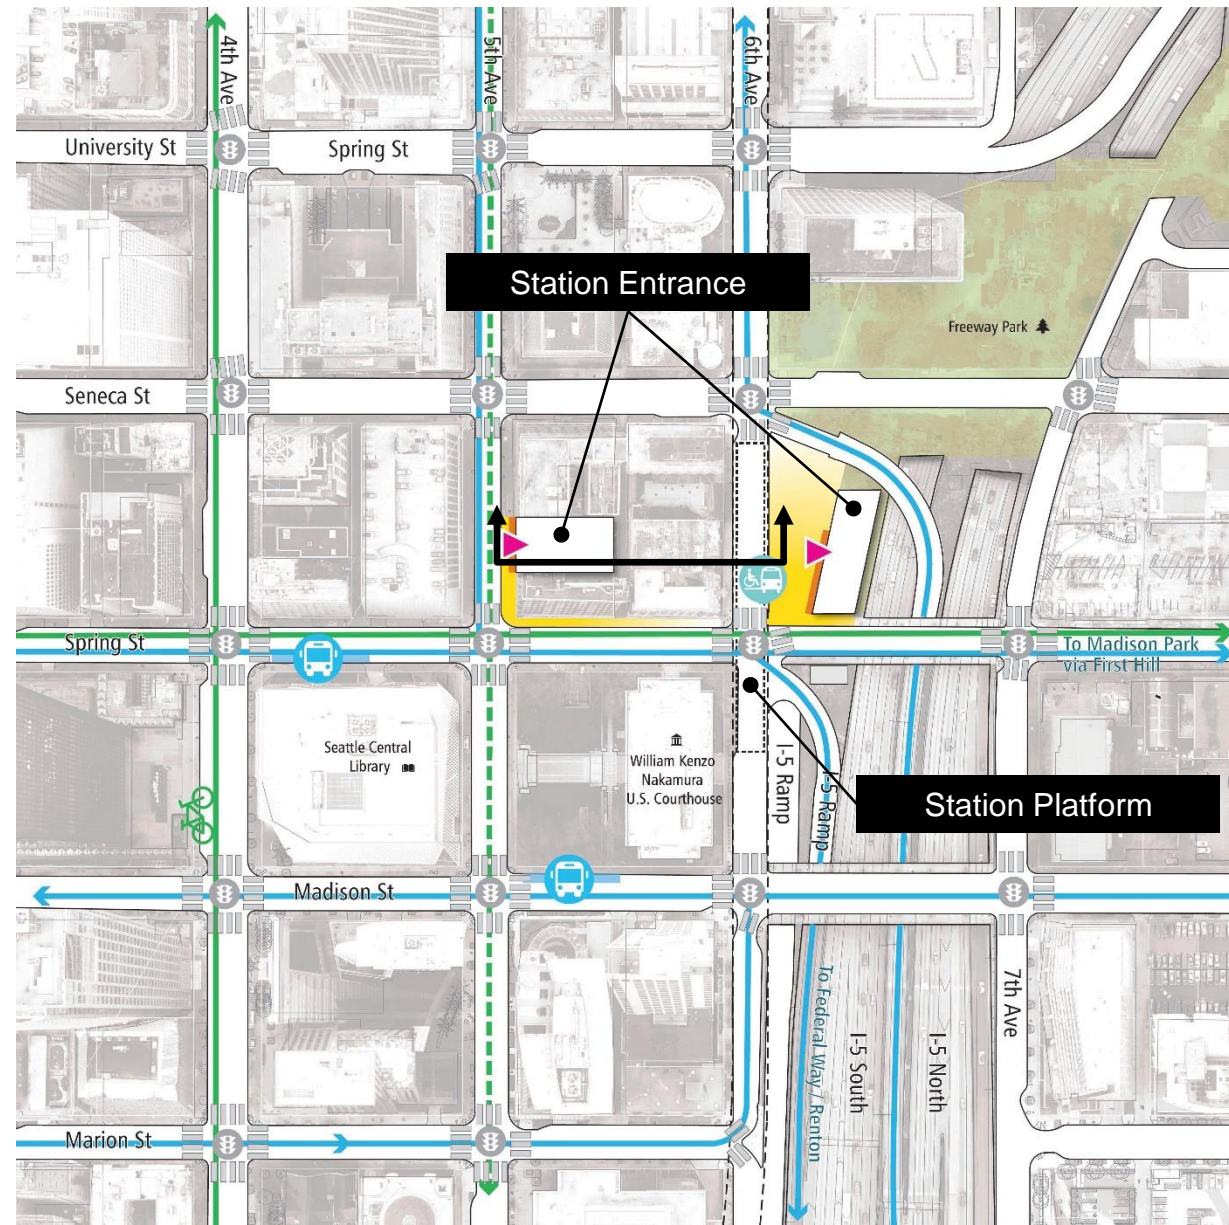 4th Ave
5th Ave
6th Ave
University St
Spring St
Station Entrance
Freeway Park
Seneca St
Spring St
To Madison Park
via First Hill
Seattle Central
Library
William Kenzo
Nakamura
U.S. Courthouse
I-5 Ramp
I-5 Ramp
Station Platform
Madison St
7th Ave
To Federal Way / Renton
I-5 South
I-5 North
Marion St